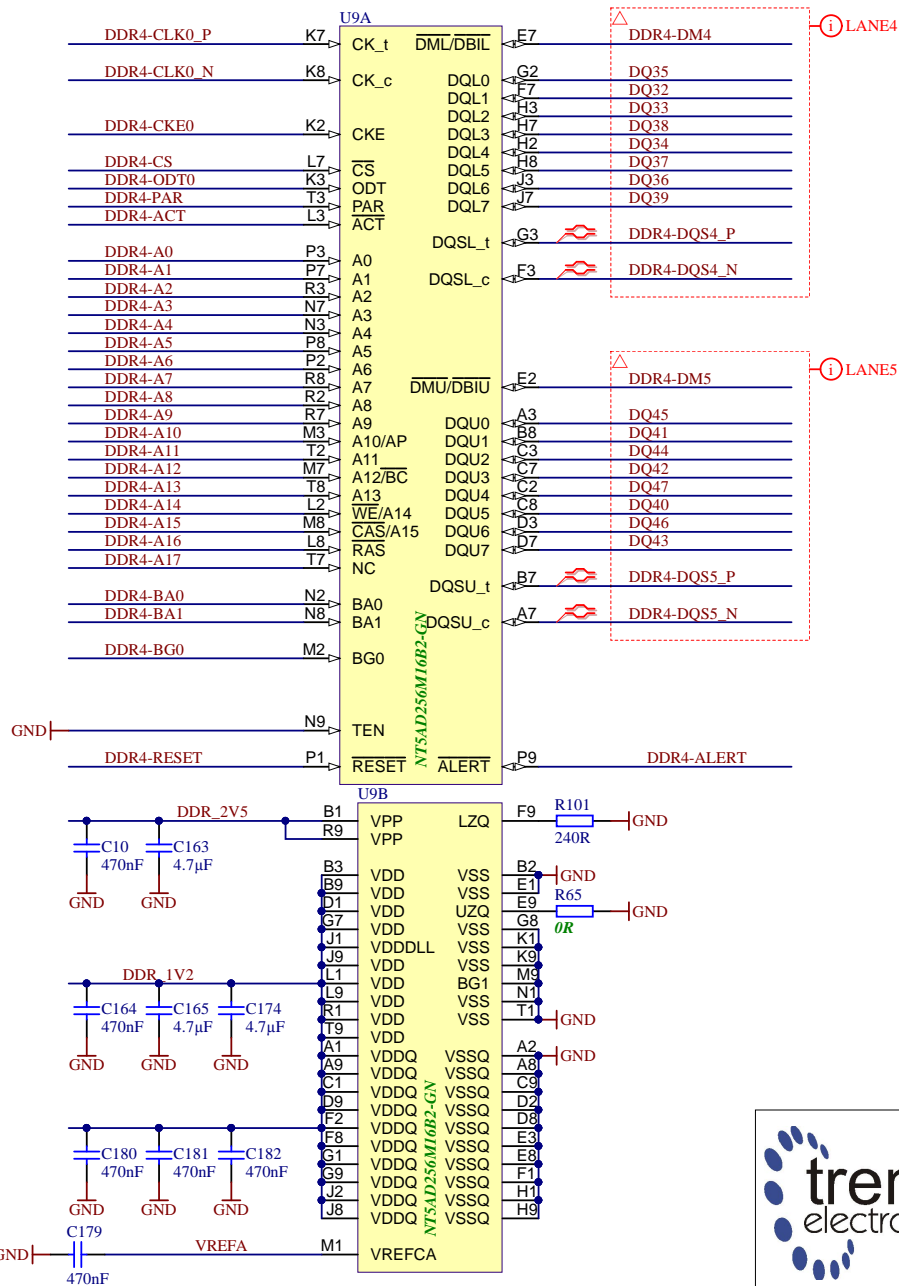 U9A
DDR4-CLK0_P K7 CK_t DML/DBIL E7 DDR4-DM4
LANE4
DDR4-CLK0_N K8 CK_c DQL0 G2 DQ35
DQL1 F7 DQ32
DQL2 H3 DQ33
DDR4-CKE0 K2 CKE DQL3 H7 DQ38
DQL4 H2 DQ34
DDR4-CS L7 CS DQL5 H8 DQ37
DDR4-ODT0 K3 ODT DQL6 J3 DQ36
DDR4-PAR T3 PAR DQL7 J7 DQ39
DDR4-ACT L3 ACT
DQSL_t G3 DDR4-DQS4_P
DDR4-A0 P3 A0
DDR4-A1 P7 A1 DQSL_c F3 DDR4-DQS4_N
DDR4-A2 R3 A2
DDR4-A3 N7 A3
DDR4-A4 N3 A4
DDR4-A5 P8 A5
DDR4-A6 P2 A6
LANE5
DDR4-A7 R8 A7 DMU/DBIU E2 DDR4-DM5
DDR4-A8 R2 A8
DDR4-A9 R7 A9 DQU0 A3 DQ45
DDR4-A10 M3 A10/AP DQU1 B8 DQ41
DDR4-A11 T2 A11 DQU2 C3 DQ44
DDR4-A12 M7 A12/BC DQU3 C7 DQ42
DDR4-A13 T8 A13 DQU4 C2 DQ47
DDR4-A14 L2 WE/A14 DQU5 C8 DQ40
DDR4-A15 M8 CAS/A15 DQU6 D3 DQ46
DDR4-A16 L8 RAS DQU7 D7 DQ43
DDR4-A17 T7 NC
DQSU_t B7 DDR4-DQS5_P
DDR4-BA0 N2 BA0
DDR4-BA1 N8 BA1 DQSU_c A7 DDR4-DQS5_N
DDR4-BG0 M2 BG0
NT5AD256M16B2-GN
GND N9 TEN
DDR4-RESET P1 RESET ALERT P9 DDR4-ALERT
U9B
DDR_2V5 B1 VPP LZQ F9 R101 GND
R9 VPP 240R
C10 C163
470nF 4.7µF
GND GND
B3 VDD VSS B2 GND
B9 VDD VSS E1
D1 VDD UZQ E9 R65 GND
G7 VDD VSS G8 0R
J1 VDDDLL VSS K1
J9 VDD VSS K9
DDR_1V2 L1 VDD BG1 M9
L9 VDD VSS N1
R1 VDD VSS T1 GND
C164 C165 C174
470nF 4.7µF 4.7µF
GND GND GND
T9 VDD
A1 VDDQ VSSQ A2 GND
A9 VDDQ VSSQ A8
C1 VDDQ VSSQ C9
D9 VDDQ VSSQ D2
F2 VDDQ VSSQ D8
F8 VDDQ VSSQ E3
G1 VDDQ VSSQ E8
G9 VDDQ VSSQ F1
J2 VDDQ VSSQ H1
J8 VDDQ VSSQ H9
C180 C181 C182
470nF 470nF 470nF
GND GND GND
NT5AD256M16B2-GN
GND C179 VREFA M1 VREFCA
470nF
tren
electro